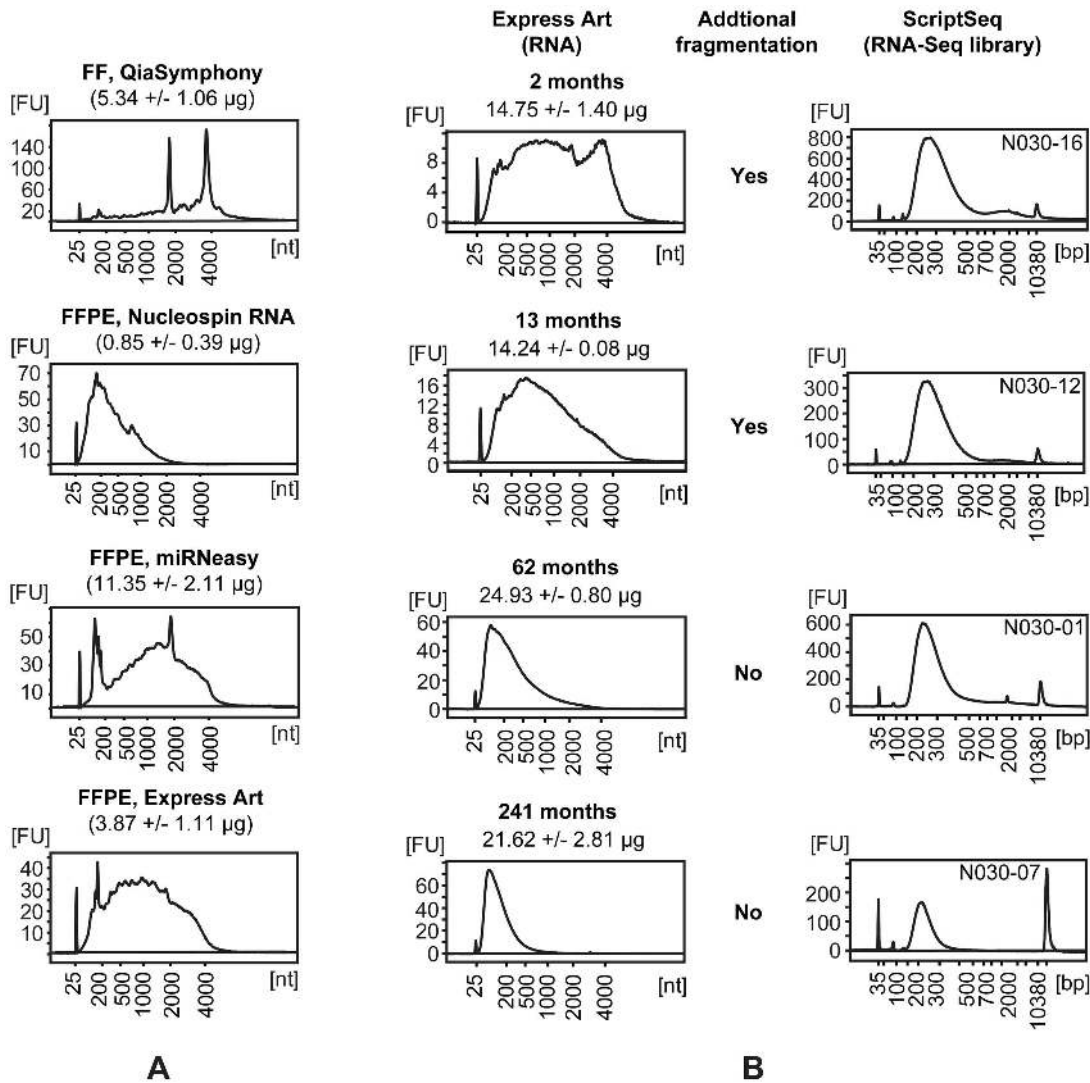 Express Art
(RNA)
Addtional
fragmentation
ScriptSeq
(RNA-Seq library)
FF, QiaSymphony
(5.34 +/- 1.06 µg)
[FU]
140
100
60
20
25
200
500
1000
2000
4000
[nt]
FFPE, Nucleospin RNA
(0.85 +/- 0.39 µg)
[FU]
70
50
30
10
25
200
500
1000
2000
4000
[nt]
FFPE, miRNeasy
(11.35 +/- 2.11 µg)
[FU]
50
30
10
25
200
500
1000
2000
4000
[nt]
FFPE, Express Art
(3.87 +/- 1.11 µg)
[FU]
40
30
20
10
0
25
200
500
1000
2000
4000
[nt]
A
2 months
14.75 +/- 1.40 µg
[FU]
8
4
0
25
200
500
1000
2000
4000
[nt]
Yes
[FU]
800
600
400
200
0
N030-16
35
100
200
300
500
700
2000
10380
[bp]
13 months
14.24 +/- 0.08 µg
[FU]
16
12
8
4
0
25
200
500
1000
2000
4000
[nt]
Yes
[FU]
300
200
100
0
N030-12
35
100
200
300
500
700
2000
10380
[bp]
62 months
24.93 +/- 0.80 µg
[FU]
60
40
20
0
25
200
500
1000
2000
4000
[nt]
No
[FU]
600
400
200
0
N030-01
35
100
200
300
500
700
2000
10380
[bp]
241 months
21.62 +/- 2.81 µg
[FU]
60
40
20
0
25
200
500
1000
2000
4000
[nt]
No
[FU]
200
100
0
N030-07
35
100
200
300
500
700
2000
10380
[bp]
B